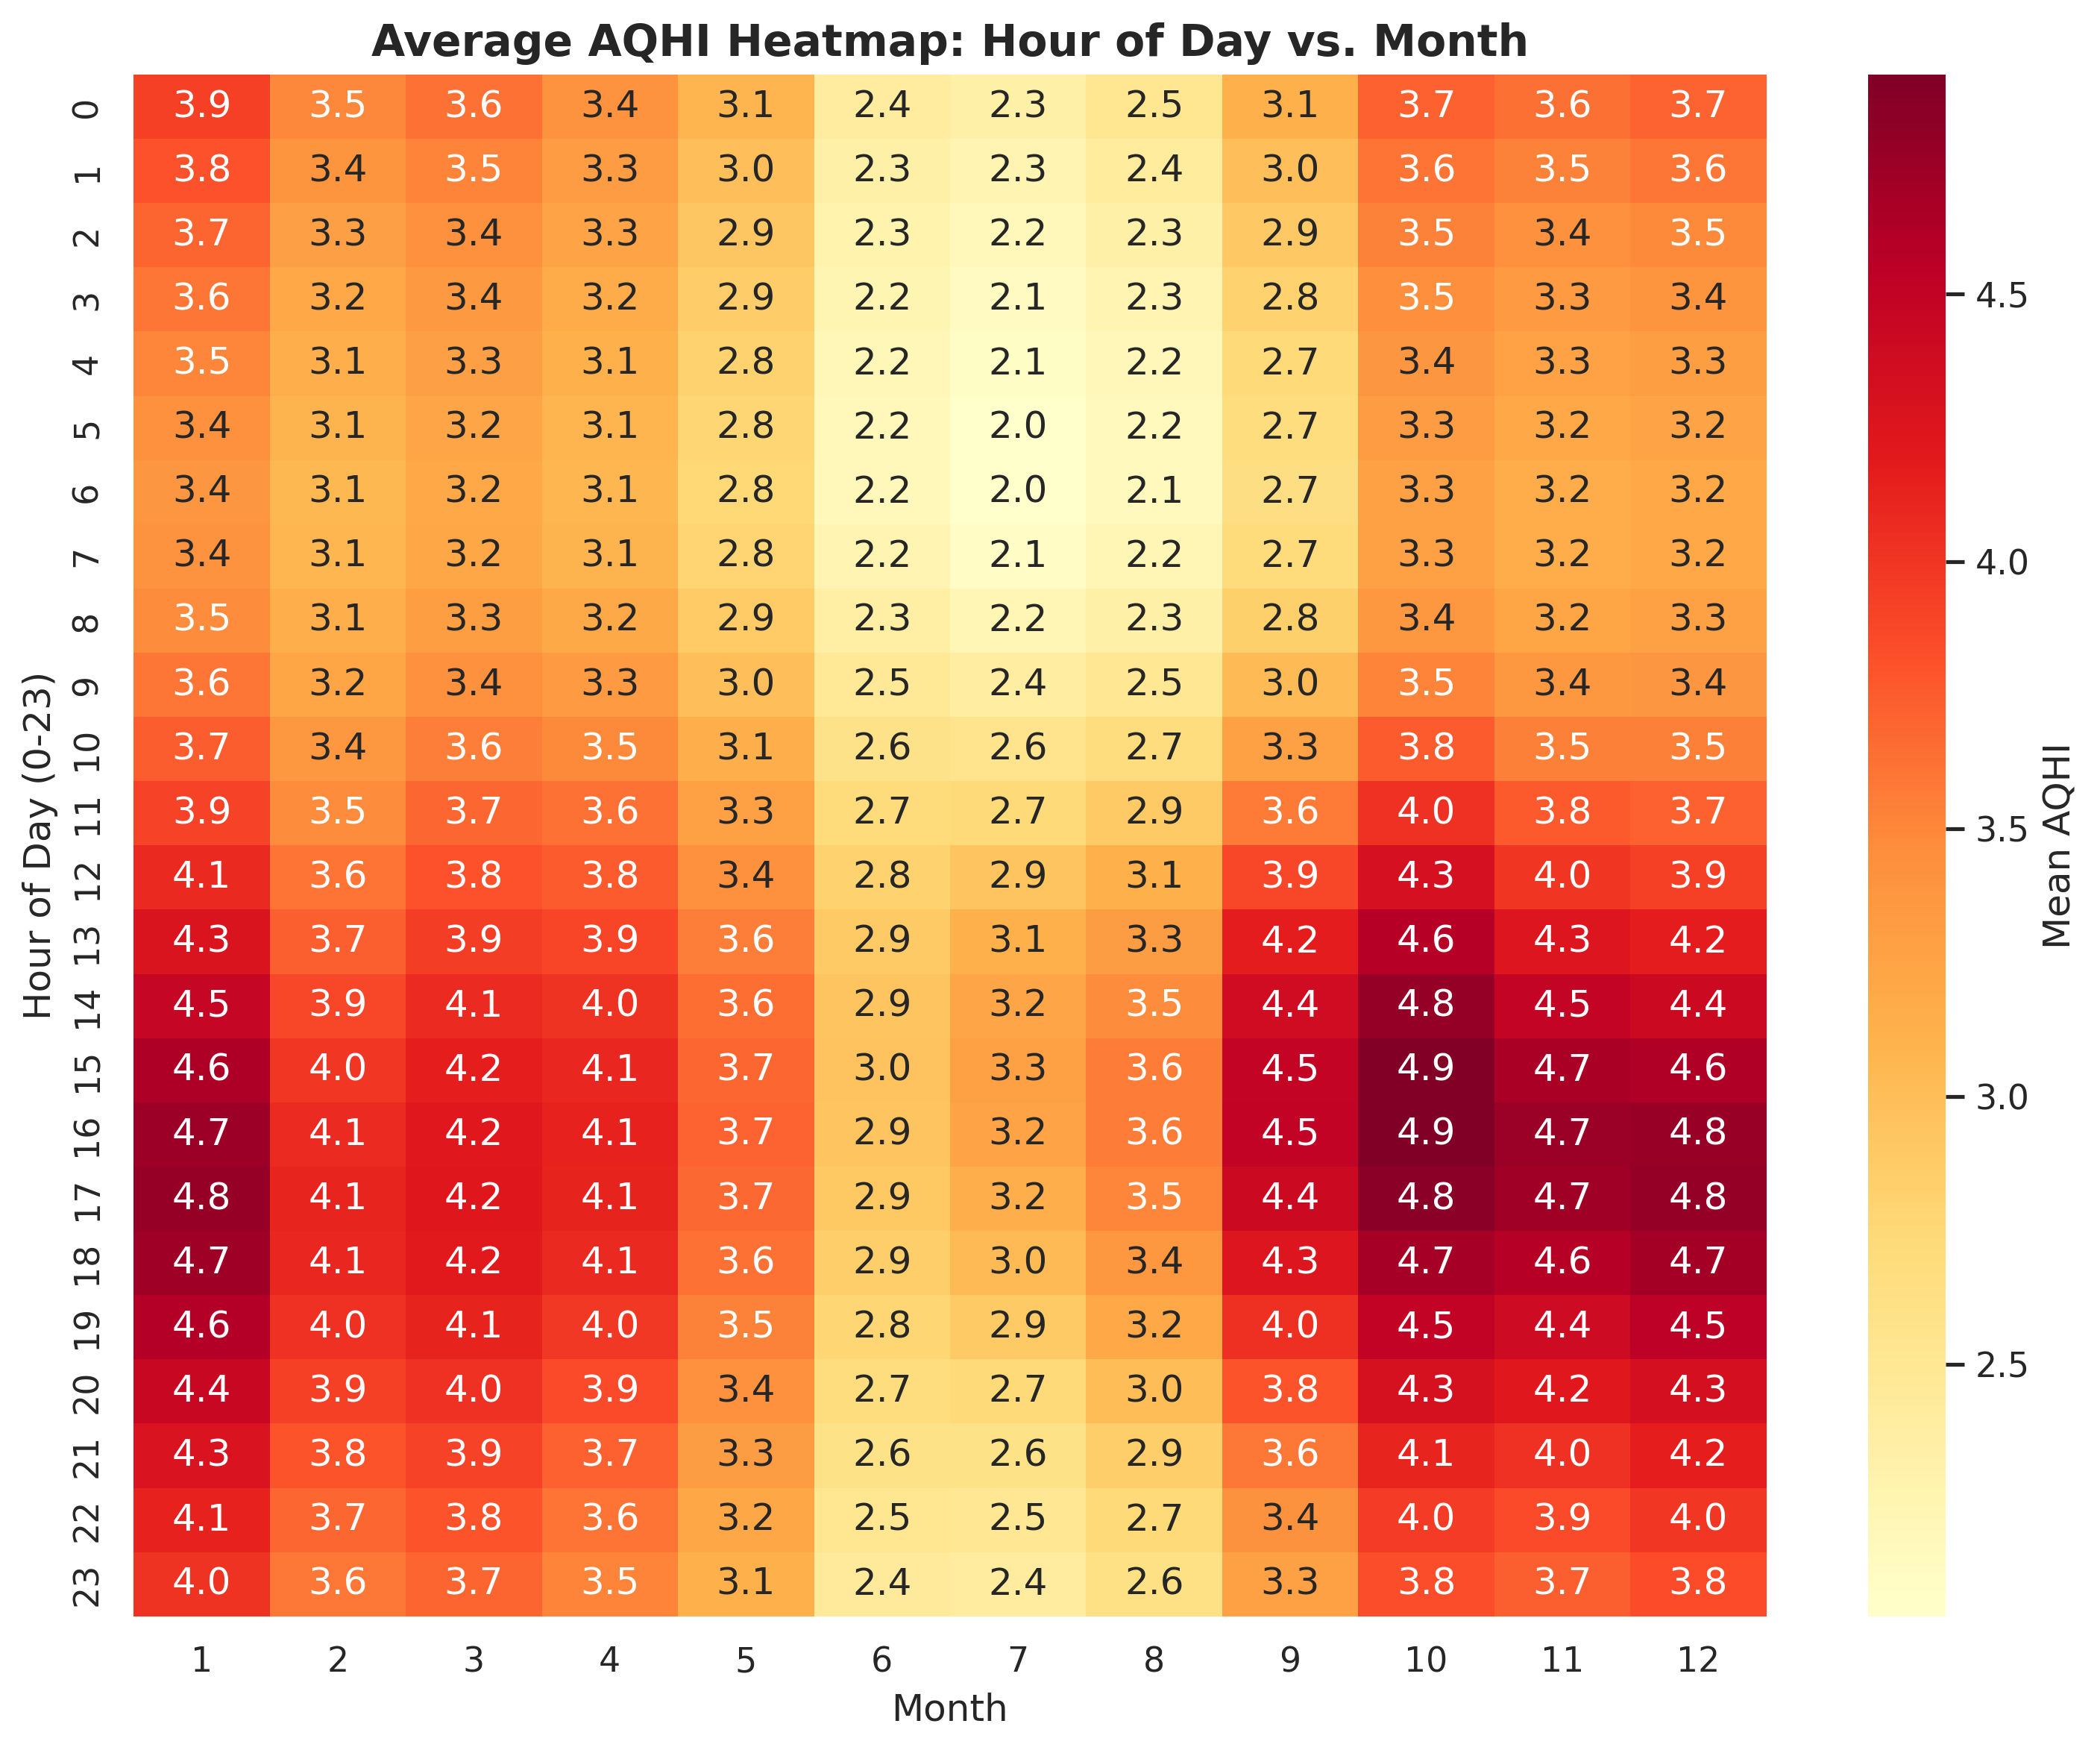 Average AQHI Heatmap: Hour of Day vs. Month
0 3.9 3.5 3.6 3.4 3.1 2.4 2.3 2.5 3.1 3.7 3.6 3.7
1 3.8 3.4 3.5 3.3 3.0 2.3 2.3 2.4 3.0 3.6 3.5 3.6
2 3.7 3.3 3.4 3.3 2.9 2.3 2.2 2.3 2.9 3.5 3.4 3.5
3 3.6 3.2 3.4 3.2 2.9 2.2 2.1 2.3 2.8 3.5 3.3 3.4
4 3.5 3.1 3.3 3.1 2.8 2.2 2.1 2.2 2.7 3.4 3.3 3.3
5 3.4 3.1 3.2 3.1 2.8 2.2 2.0 2.2 2.7 3.3 3.2 3.2
6 3.4 3.1 3.2 3.1 2.8 2.2 2.0 2.1 2.7 3.3 3.2 3.2
7 3.4 3.1 3.2 3.1 2.8 2.2 2.1 2.2 2.7 3.3 3.2 3.2
8 3.5 3.1 3.3 3.2 2.9 2.3 2.2 2.3 2.8 3.4 3.2 3.3
9 3.6 3.2 3.4 3.3 3.0 2.5 2.4 2.5 3.0 3.5 3.4 3.4
10 3.7 3.4 3.6 3.5 3.1 2.6 2.6 2.7 3.3 3.8 3.5 3.5
11 3.9 3.5 3.7 3.6 3.3 2.7 2.7 2.9 3.6 4.0 3.8 3.7
12 4.1 3.6 3.8 3.8 3.4 2.8 2.9 3.1 3.9 4.3 4.0 3.9
13 4.3 3.7 3.9 3.9 3.6 2.9 3.1 3.3 4.2 4.6 4.3 4.2
14 4.5 3.9 4.1 4.0 3.6 2.9 3.2 3.5 4.4 4.8 4.5 4.4
15 4.6 4.0 4.2 4.1 3.7 3.0 3.3 3.6 4.5 4.9 4.7 4.6
16 4.7 4.1 4.2 4.1 3.7 2.9 3.2 3.6 4.5 4.9 4.7 4.8
17 4.8 4.1 4.2 4.1 3.7 2.9 3.2 3.5 4.4 4.8 4.7 4.8
18 4.7 4.1 4.2 4.1 3.6 2.9 3.0 3.4 4.3 4.7 4.6 4.7
19 4.6 4.0 4.1 4.0 3.5 2.8 2.9 3.2 4.0 4.5 4.4 4.5
20 4.4 3.9 4.0 3.9 3.4 2.7 2.7 3.0 3.8 4.3 4.2 4.3
21 4.3 3.8 3.9 3.7 3.3 2.6 2.6 2.9 3.6 4.1 4.0 4.2
22 4.1 3.7 3.8 3.6 3.2 2.5 2.5 2.7 3.4 4.0 3.9 4.0
23 4.0 3.6 3.7 3.5 3.1 2.4 2.4 2.6 3.3 3.8 3.7 3.8
1 2 3 4 5 6 7 8 9 10 11 12
Month
Hour of Day (0-23)
4.5
4.0
3.5
3.0
2.5
Mean AQHI